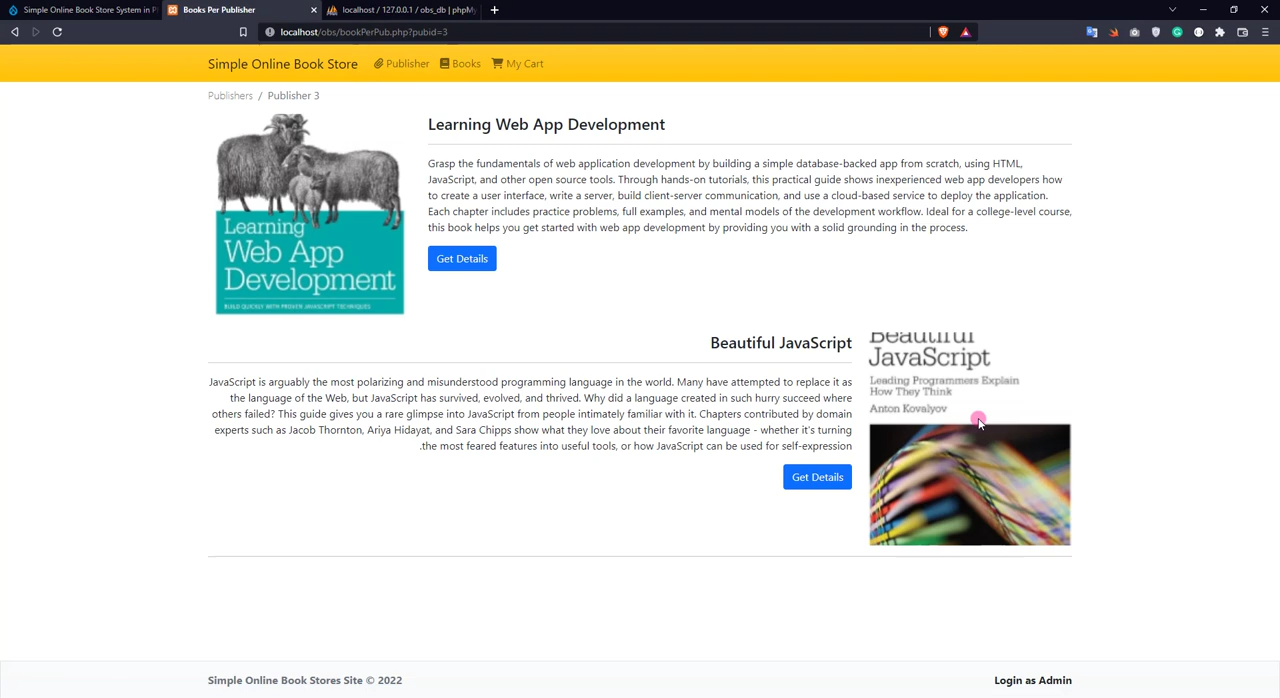 Simple Online Book Store System in P
Books Per Publisher
localhost / 127.0.0.1 / obs_db | phpMy
localhost/obs/bookPerPub.php?pubid=3
Simple Online Book Store
Publisher
Books
My Cart
Publishers / Publisher 3
Learning
Web App
Development
BUILD QUICKLY WITH PROVEN JAVASCRIPT TECHNIQUES
Learning Web App Development
Grasp the fundamentals of web application development by building a simple database-backed app from scratch, using HTML,
JavaScript, and other open source tools. Through hands-on tutorials, this practical guide shows inexperienced web app developers how
to create a user interface, write a server, build client-server communication, and use a cloud-based service to deploy the application.
Each chapter includes practice problems, full examples, and mental models of the development workflow. Ideal for a college-level course,
this book helps you get started with web app development by providing you with a solid grounding in the process.
Get Details
Beautiful JavaScript
JavaScript is arguably the most polarizing and misunderstood programming language in the world. Many have attempted to replace it as
the language of the Web, but JavaScript has survived, evolved, and thrived. Why did a language created in such hurry succeed where
others failed? This guide gives you a rare glimpse into JavaScript from people intimately familiar with it. Chapters contributed by domain
experts such as Jacob Thornton, Ariya Hidayat, and Sara Chipps show what they love about their favorite language - whether it's turning
.the most feared features into useful tools, or how JavaScript can be used for self-expression
Get Details
Beautiful
JavaScript
Leading Programmers Explain
How They Think
Anton Kovalyov
Simple Online Book Stores Site © 2022
Login as Admin